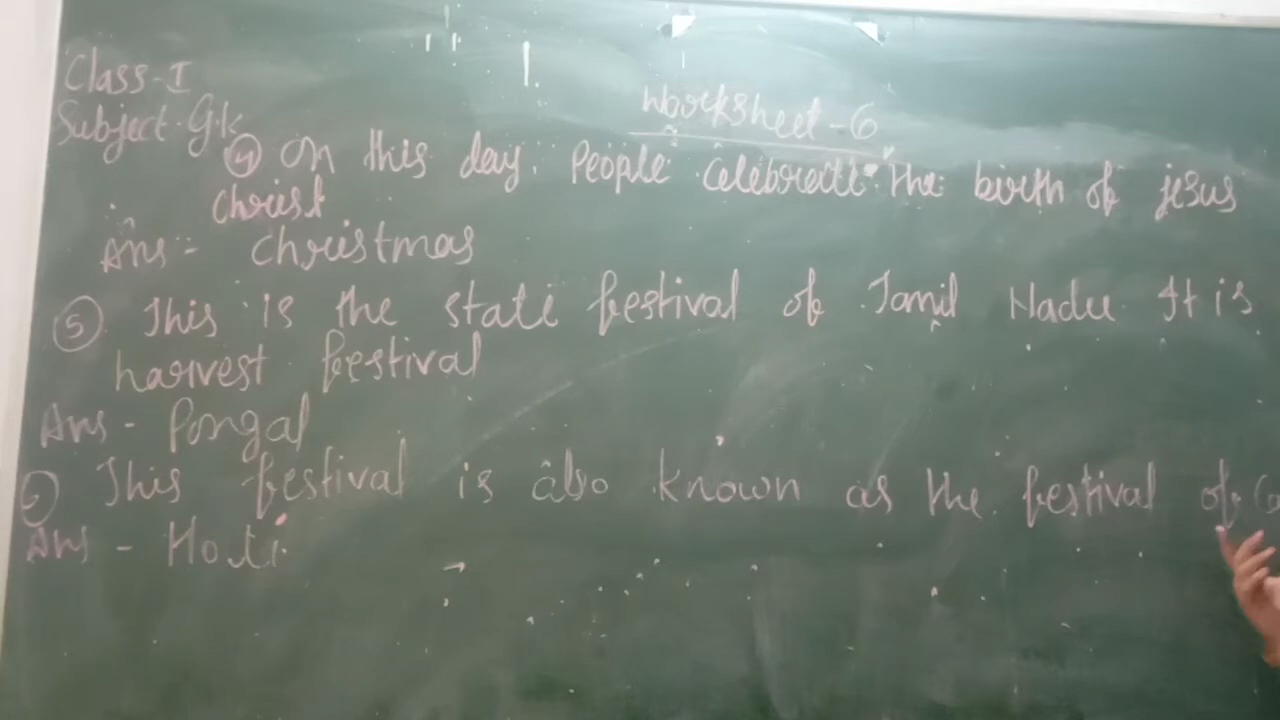 Class-I
Worksheet-6
Subject. G.K
④ On this day. People celebrate the birth of jesus
christ
Ans:- christmas
⑤ This is the state festival of Tamil Nadu It is
harvest festival
Ans - Pongal
⑥ This festival is also known as the festival of
Ans - Holi